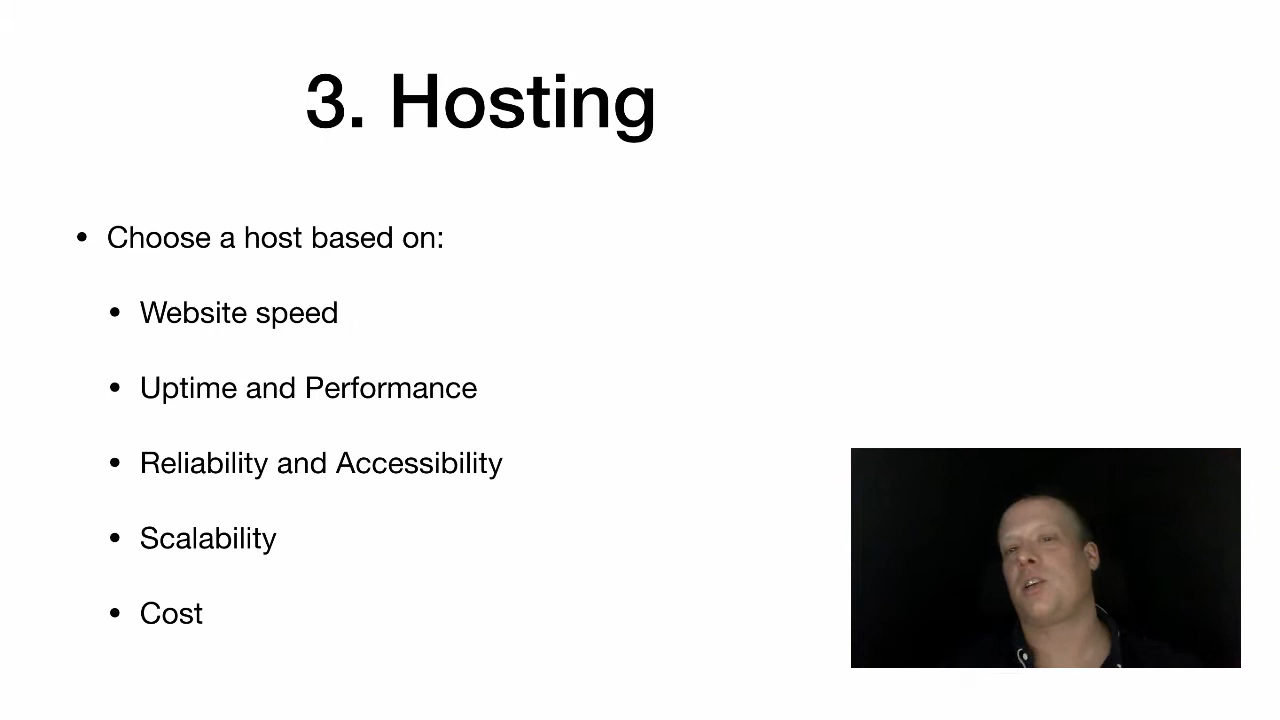 3. Hosting
• Choose a host based on:
• Website speed
• Uptime and Performance
• Reliability and Accessibility
• Scalability
• Cost